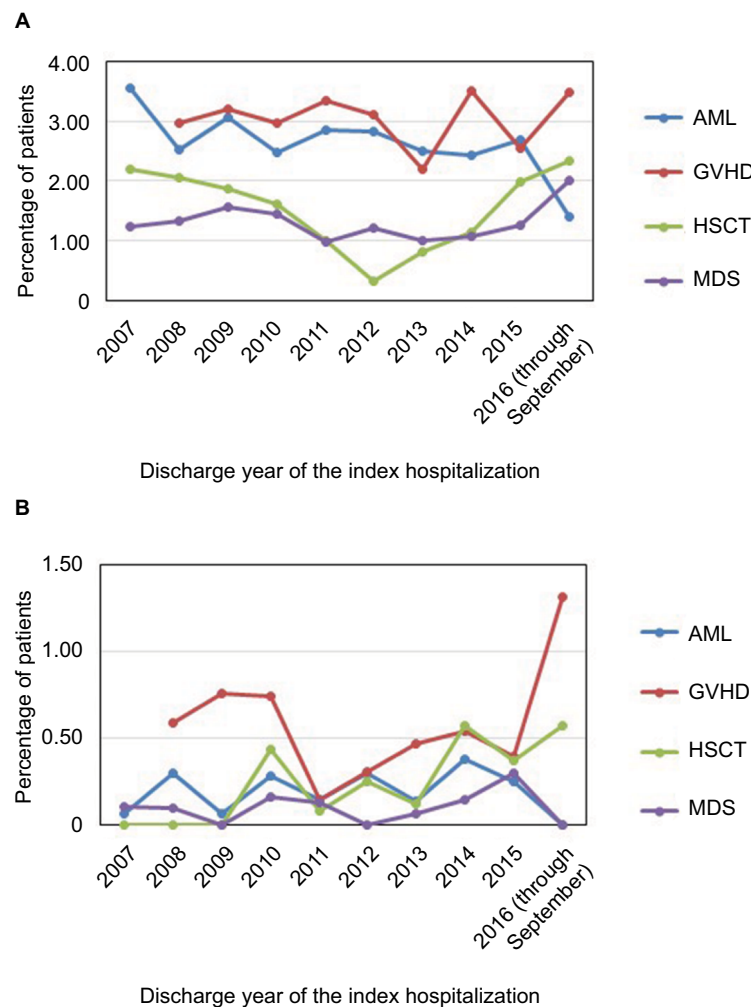 A
4.00
3.00
2.00
1.00
0
Percentage of patients
2007
2008
2009
2010
2011
2012
2013
2014
2015
2016 (through
September)
Discharge year of the index hospitalization
AML
GVHD
HSCT
MDS
B
1.50
1.00
0.50
0
Percentage of patients
2007
2008
2009
2010
2011
2012
2013
2014
2015
2016 (through
September)
Discharge year of the index hospitalization
AML
GVHD
HSCT
MDS